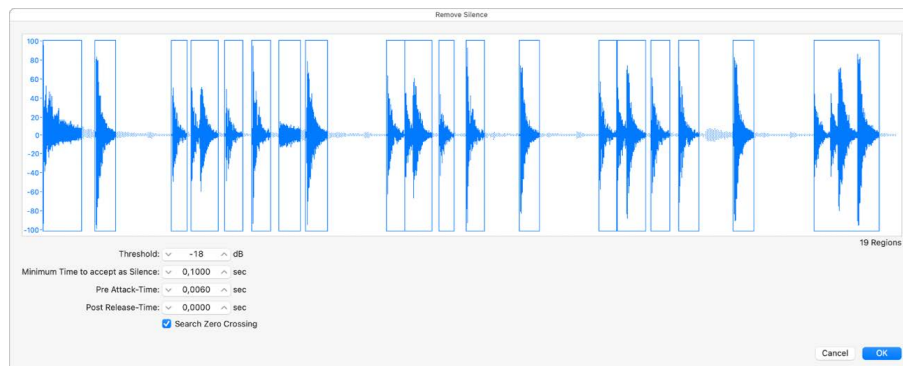 Remove Silence
100
80
60
40
20
0
-20
-40
-60
-80
-100
19 Regions
Threshold: -18 dB
Minimum Time to accept as Silence: 0,1000 sec
Pre Attack-Time: 0,0060 sec
Post Release-Time: 0,0000 sec
Search Zero Crossing
Cancel OK